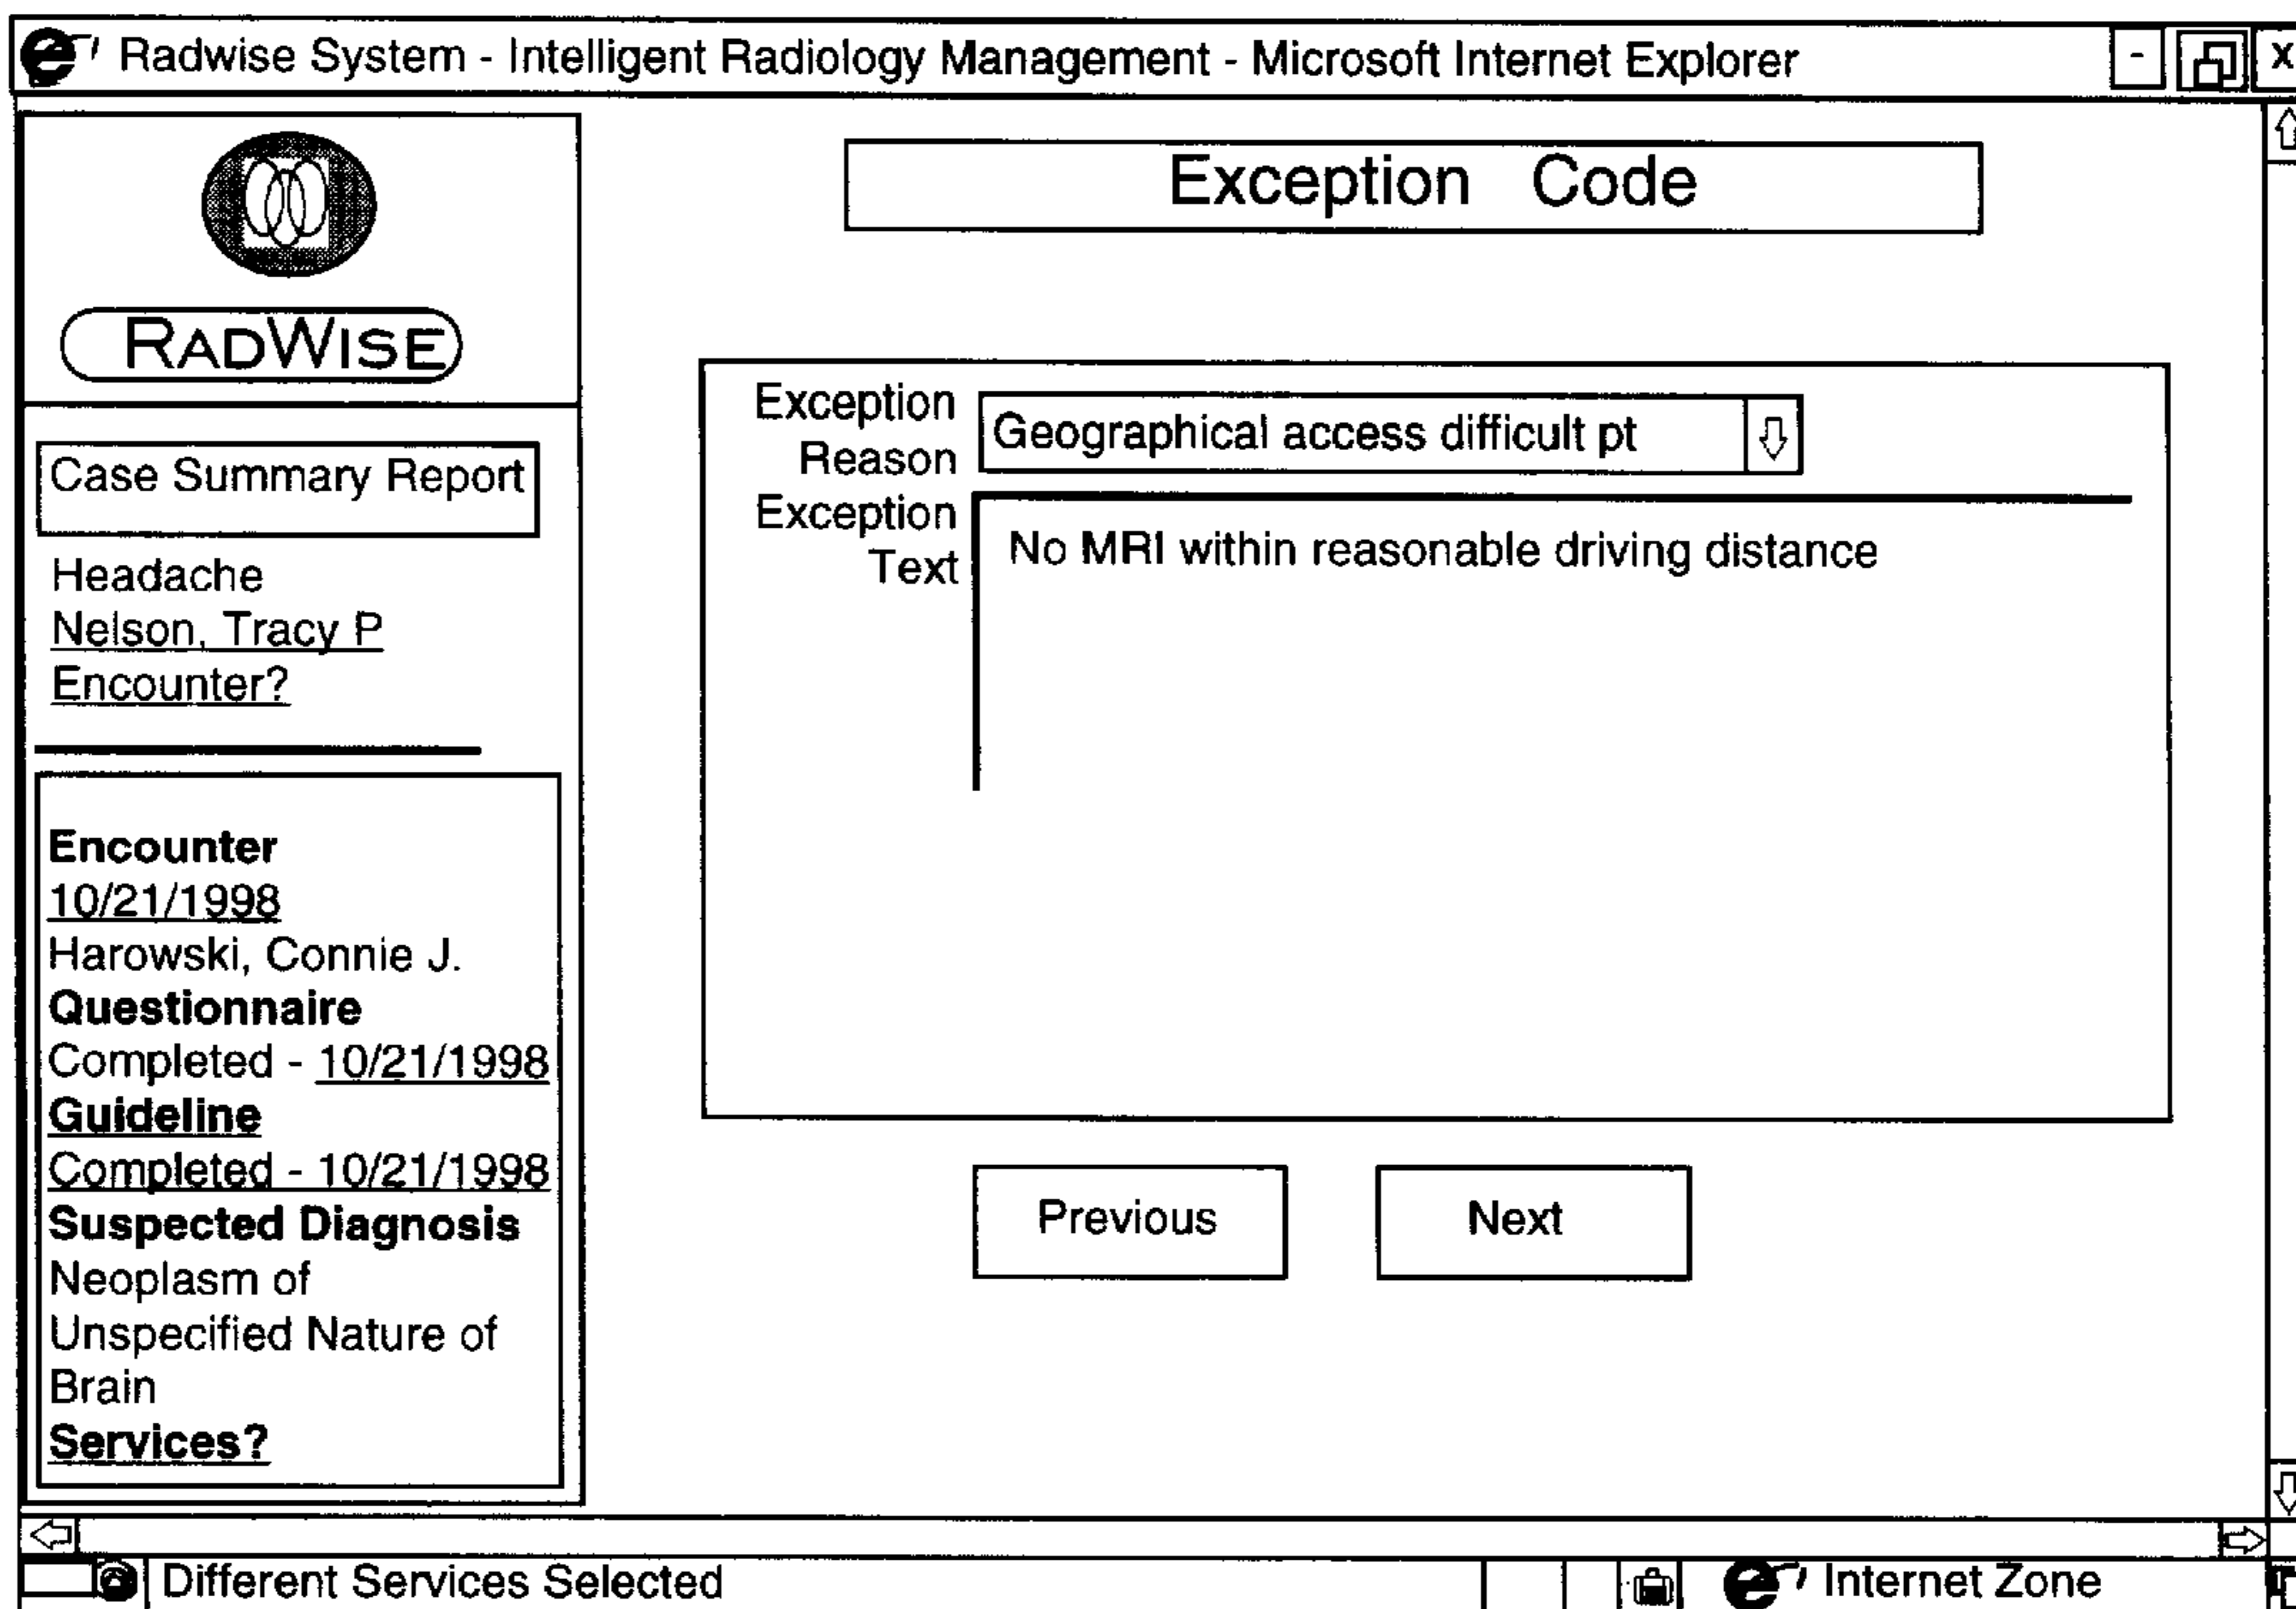 Radwise System - Intelligent Radiology Management - Microsoft Internet Explorer
RADWISE
Case Summary Report
Headache
Nelson, Tracy P
Encounter?
Encounter
10/21/1998
Harowski, Connie J.
Questionnaire
Completed - 10/21/1998
Guideline
Completed - 10/21/1998
Suspected Diagnosis
Neoplasm of
Unspecified Nature of
Brain
Services?
Exception Code
Exception
Reason
Geographical access difficult pt
Exception
Text
No MRI within reasonable driving distance
Previous
Next
Different Services Selected
Internet Zone